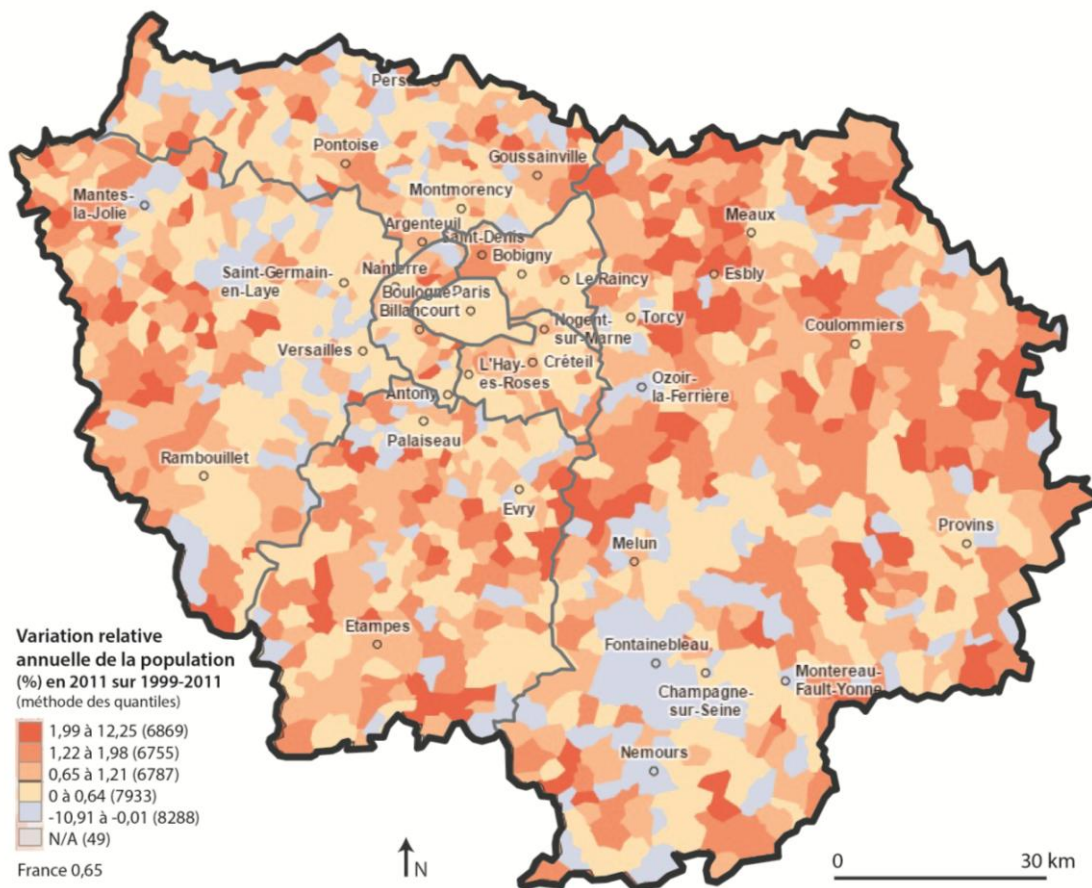 Pers
Pontoise
Goussainville
Mantes-
la-Jolie
Montmorency
Meaux
Argenteuil
Saint-Denis
Bobigny
Saint-Germain-
en-Laye
Nanterre
Le Raincy
Esbly
Boulogne
Paris
Billancourt
Nogent-
sur-Marne
Torcy
Coulommiers
Versailles
L'Hay-
es-Roses
Créteil
Ozoir-
la-Ferrière
Antony
Palaiseau
Rambouillet
Evry
Provins
Melun
Etampes
Fontainebleau
Champagne-
sur-Seine
Montereau-
Fault-Yonne
Nemours
Variation relative
annuelle de la population
(%) en 2011 sur 1999-2011
(méthode des quantiles)
1,99 à 12,25 (6869)
1,22 à 1,98 (6755)
0,65 à 1,21 (6787)
0 à 0,64 (7933)
-10,91 à -0,01 (8288)
N/A (49)
France 0,65
N
0 30 km